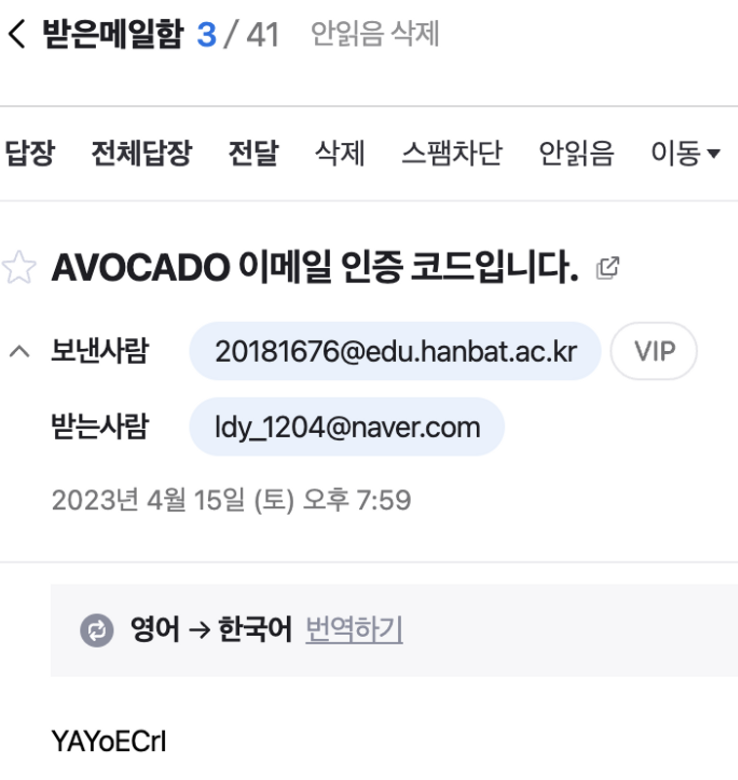 받은메일함 3 / 41 안읽음 삭제
답장 전체답장 전달 삭제 스팸차단 안읽음 이동
AVOCADO 이메일 인증 코드입니다.
보낸사람 20181676@edu.hanbat.ac.kr VIP
받는사람 ldy_1204@naver.com
2023년 4월 15일 (토) 오후 7:59
영어 → 한국어 번역하기
YAYoECrI